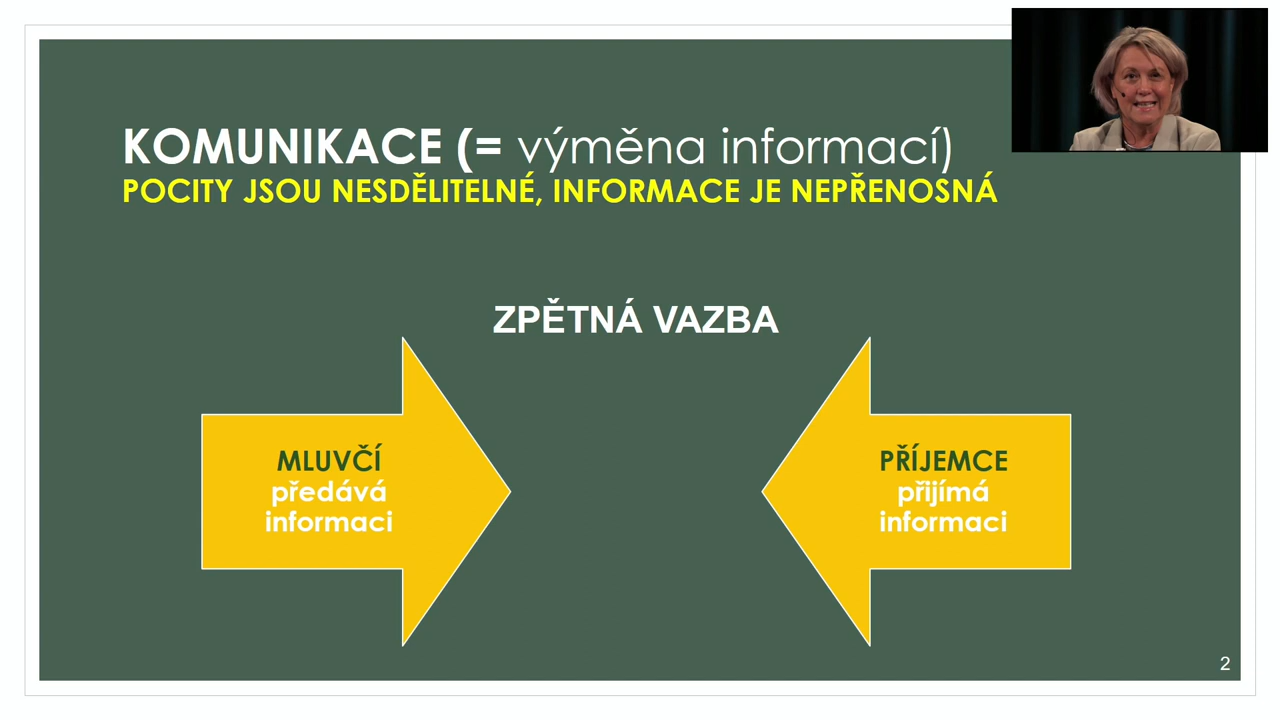 KOMUNIKACE (= výměna informací)
POCITY JSOU NESDĚLITELNÉ, INFORMACE JE NEPŘENOSNÁ
ZPĚTNÁ VAZBA
MLUVČÍ
předává
informaci
PŘÍJEMCE
přijímá
informaci
2